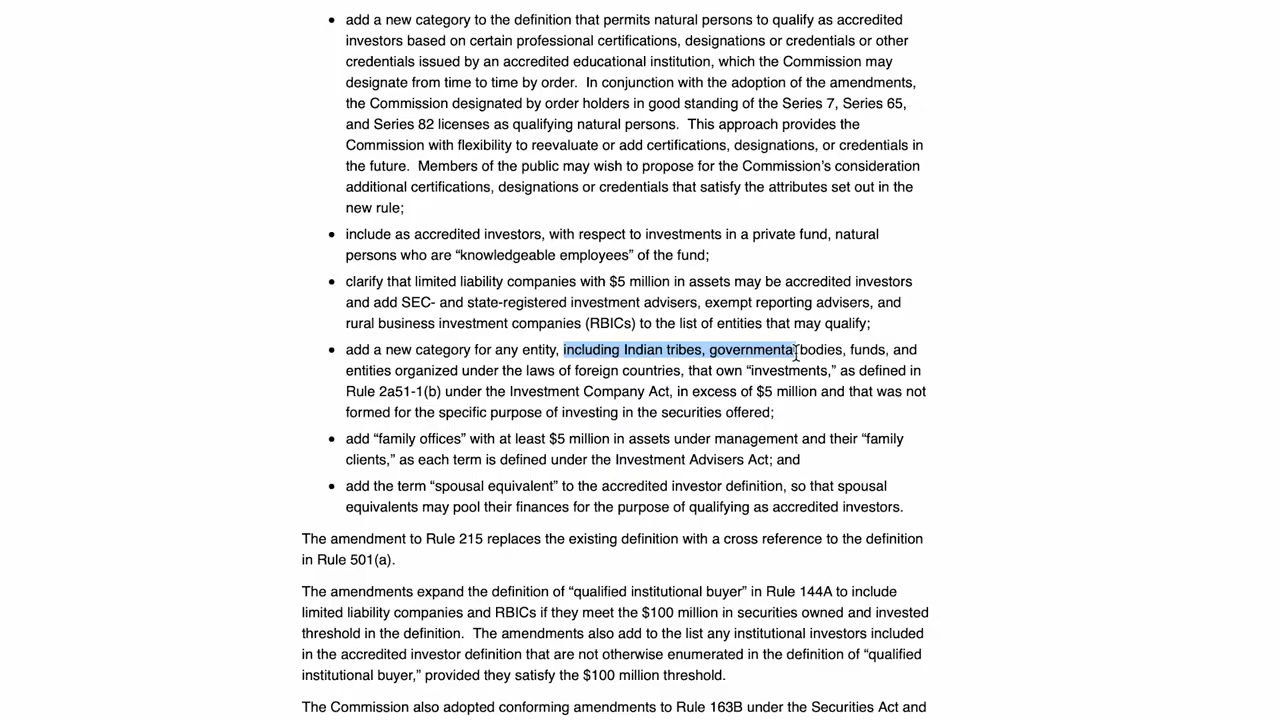 • add a new category to the definition that permits natural persons to qualify as accredited
investors based on certain professional certifications, designations or credentials or other
credentials issued by an accredited educational institution, which the Commission may
designate from time to time by order.  In conjunction with the adoption of the amendments,
the Commission designated by order holders in good standing of the Series 7, Series 65,
and Series 82 licenses as qualifying natural persons.  This approach provides the
Commission with flexibility to reevaluate or add certifications, designations, or credentials in
the future.  Members of the public may wish to propose for the Commission’s consideration
additional certifications, designations or credentials that satisfy the attributes set out in the
new rule;
• include as accredited investors, with respect to investments in a private fund, natural
persons who are “knowledgeable employees” of the fund;
• clarify that limited liability companies with $5 million in assets may be accredited investors
and add SEC- and state-registered investment advisers, exempt reporting advisers, and
rural business investment companies (RBICs) to the list of entities that may qualify;
• add a new category for any entity, including Indian tribes, governmental bodies, funds, and
entities organized under the laws of foreign countries, that own “investments,” as defined in
Rule 2a51-1(b) under the Investment Company Act, in excess of $5 million and that was not
formed for the specific purpose of investing in the securities offered;
• add “family offices” with at least $5 million in assets under management and their “family
clients,” as each term is defined under the Investment Advisers Act; and
• add the term “spousal equivalent” to the accredited investor definition, so that spousal
equivalents may pool their finances for the purpose of qualifying as accredited investors.
The amendment to Rule 215 replaces the existing definition with a cross reference to the definition
in Rule 501(a).
The amendments expand the definition of “qualified institutional buyer” in Rule 144A to include
limited liability companies and RBICs if they meet the $100 million in securities owned and invested
threshold in the definition.  The amendments also add to the list any institutional investors included
in the accredited investor definition that are not otherwise enumerated in the definition of “qualified
institutional buyer,” provided they satisfy the $100 million threshold.
The Commission also adopted conforming amendments to Rule 163B under the Securities Act and